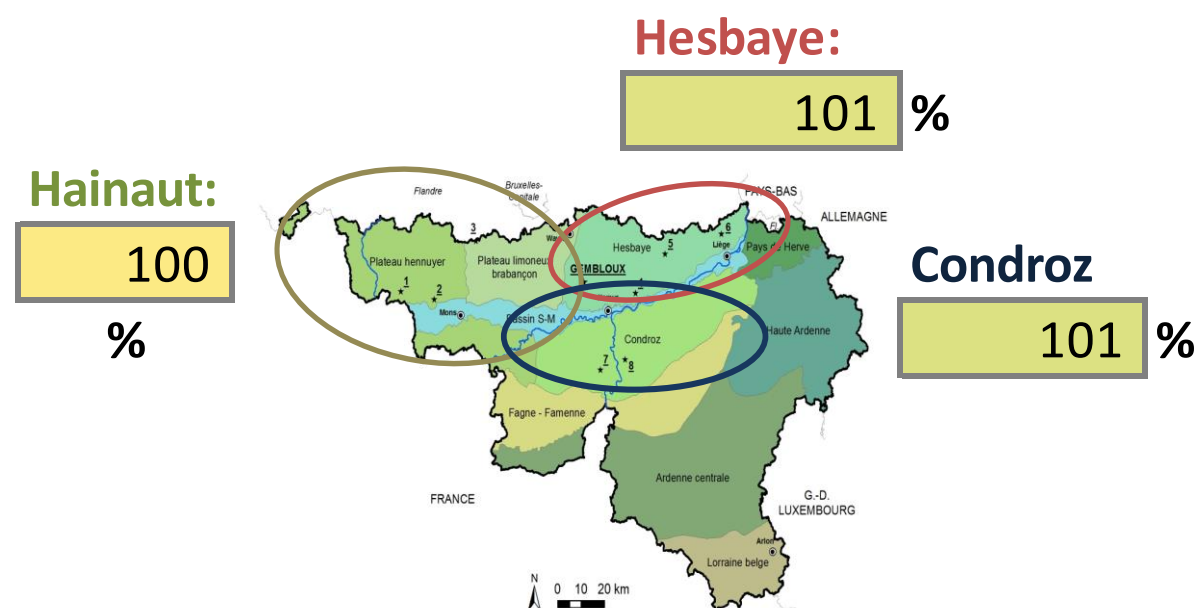 Hesbaye:
101 %
Hainaut:
100
%
Condroz
101 %
Flandre
Bruxelles-
Capitale
PAYS-BAS
ALLEMAGNE
3
6
5
Liège
Hesbaye
Pays de Herve
Plateau hennuyer
Plateau limoneux
brabançon
GEMBLOUX
1
2
Mons
Bassin S-M
Haute Ardenne
Condroz
7
8
Fagne - Famenne
Ardenne centrale
FRANCE
G.-D.
LUXEMBOURG
Arlon
Lorraine belge
N
0 10 20 km